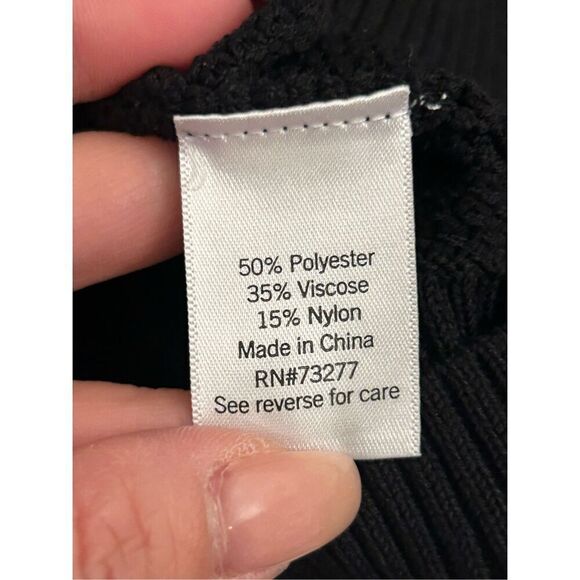 50% Polyester
35% Viscose
15% Nylon
Made in China
RN#73277
See reverse for care